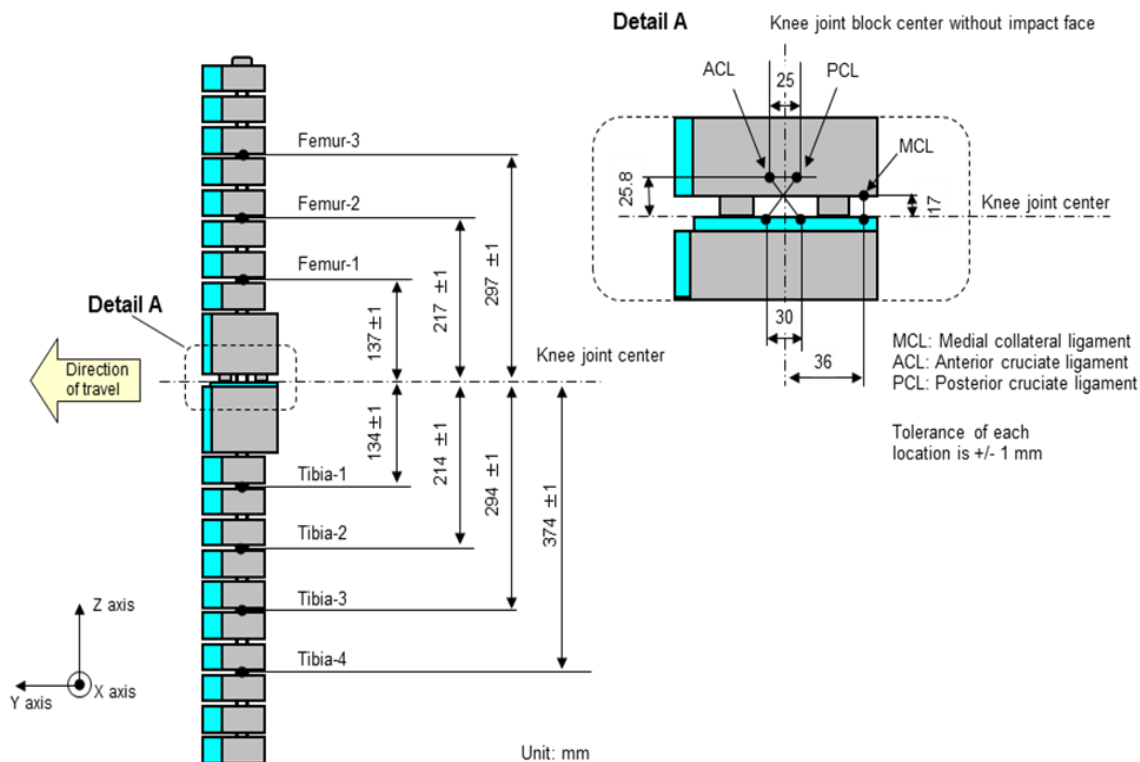 Detail A
Knee joint block center without impact face
ACL
PCL
25
MCL
25.8
17
Knee joint center
30
36
MCL: Medial collateral ligament
ACL: Anterior cruciate ligament
PCL: Posterior cruciate ligament
Tolerance of each
location is +/- 1 mm
Femur-3
Femur-2
Femur-1
Detail A
137±1
217 ±1
297 ±1
Knee joint center
Direction
of travel
134±1
214 ±1
294 ±1
374 ±1
Tibia-1
Tibia-2
Tibia-3
Tibia-4
Z axis
Y axis
X axis
Unit: mm